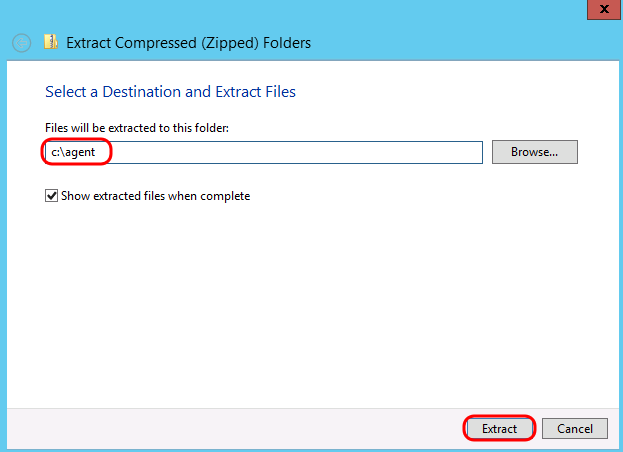 x
Extract Compressed (Zipped) Folders
Select a Destination and Extract Files
Files will be extracted to this folder:
c:\agent
Browse...
Show extracted files when complete
Extract
Cancel